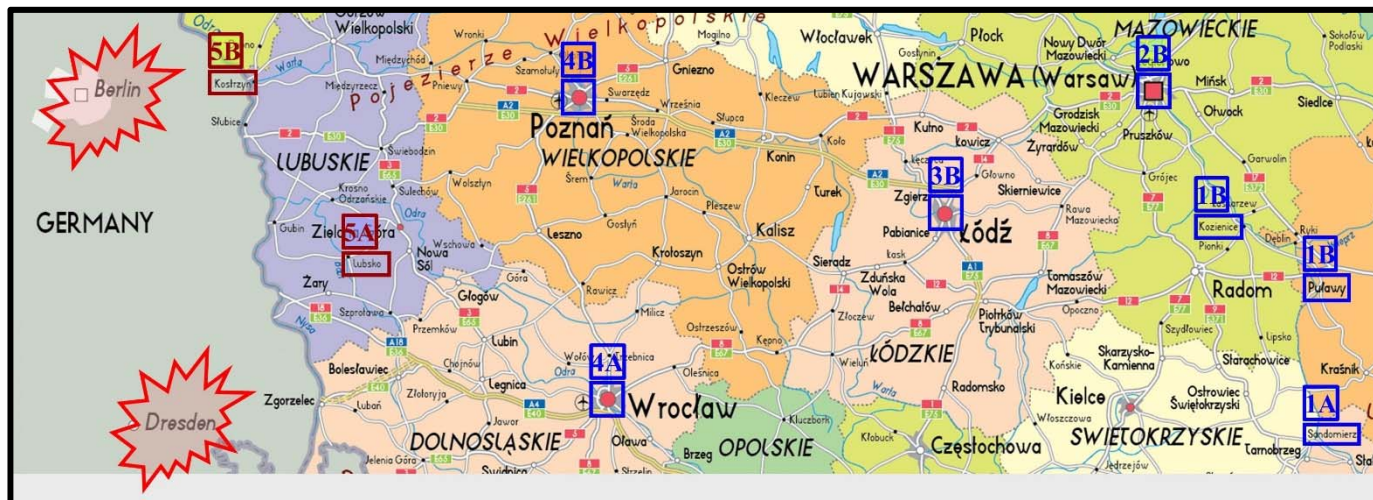 MAZOWIECKIE
Wielkopolski
Włocławek
Płock
Mogilno
Gostynin
Nowy Dwór
Mazowiecki
Sokołów
Podlaski
Odra
5B
Kostrzyn
Warta
Międzychód
Wronki
Szamotuły
Pojezierze Wielkopolskie
4B
Gniezno
WARSZAWA (Warsaw)
2B
Mińsk
Siedlce
Berlin
Międzyrzecz
Pniewy
Swarzędz
Września
Kleczew
Lubień Kujawski
Słubice
Poznań
Środa
Wielkopolska
Słupca
Koło
Kutno
Łowicz
Grodzisk
Mazowiecki
Otwock
Pruszków
Żyrardów
LUBUSKIE
Świebodzin
WIELKOPOLSKIE
Konin
Łęczyca
3B
Głowno
Skierniewice
Garwolin
Grójec
Krosno
Odrzańskie
Sulechów
Wolsztyn
Śrem
Warta
Jarocin
Turek
Zgierz
Rawa
Mazowiecka
1B
Kozienice
GERMANY
Gubin
5A
Odra
Nowa
Sól
Wschowa
Leszno
Gostyń
Pleszew
Kalisz
Pabianice
Łódź
Pionki
Dęblin
Ryki
Wieprz
1B
Lubsko
Krotoszyn
Sieradz
Łask
Zduńska
Wola
Tomaszów
Mazowiecki
Radom
Puławy
Żary
Głogów
Góra
Rawicz
Ostrów
Wielkopolski
Bełchatów
Nysa
Szprotawa
Przemków
Milicz
Ostrzeszów
Złoczew
Piotrków
Trybunalski
Opoczno
Szydłowiec
Lipsko
Lubin
4A
Wołów
Trzebnica
Kępno
Wieluń
ŁÓDZKIE
Końskie
Skarżysko-
Kamienna
Starachowice
Kraśnik
Bolesławiec
Chojnów
Legnica
Odra
Oleśnica
Warta
Radomsko
Kielce
Ostrowiec
Świętokrzyski
1A
Zgorzelec
Lubań
Złotoryja
Wrocław
Kluczbork
Włoszczowa
Sandomierz
Dresden
Jawor
DOLNOŚLĄSKIE
Oława
OPOLSKIE
Kłobuck
Częstochowa
ŚWIĘTOKRZYSKIE
Tarnobrzeg
Jelenia Góra
Świdnica
Strzelin
Brzeg
Jędrzejów